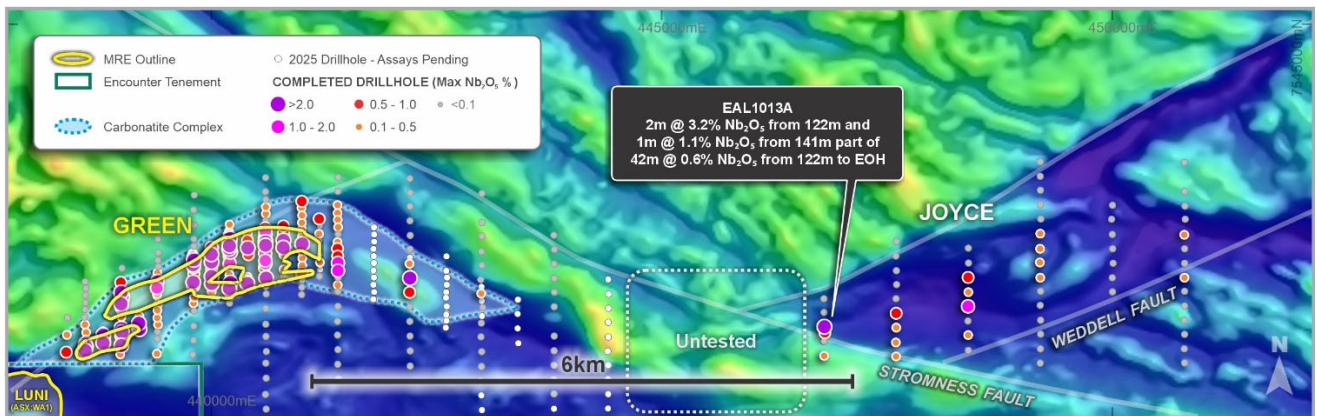 445000mE
450000mE
7545000mN
MRE Outline
Encounter Tenement
Carbonatite Complex
2025 Drillhole - Assays Pending
COMPLETED DRILLHOLE (Max Nb₂O₅ %)
>2.0
0.5 - 1.0
<0.1
1.0 - 2.0
0.1 - 0.5
EAL1013A
2m @ 3.2% Nb₂O₅ from 122m and
1m @ 1.1% Nb₂O₅ from 141m part of
42m @ 0.6% Nb₂O₅ from 122m to EOH
GREEN
JOYCE
Untested
WEDDELL FAULT
STROMNESS FAULT
6km
N
LUNI
(ASX:WA1)
440000mE